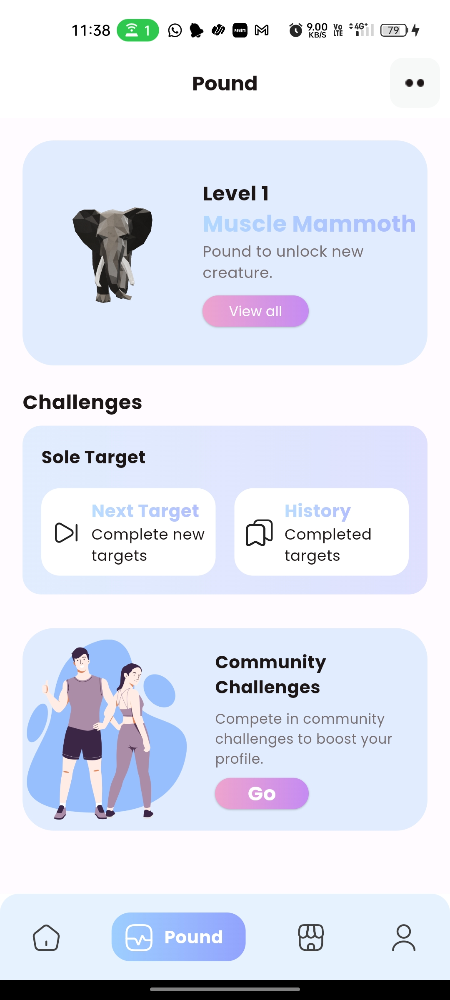 11:38
1
paytm
9.00
KB/S
Vo
LTE
4G+
79
Pound
Level 1
Muscle Mammoth
Pound to unlock new
creature.
View all
Challenges
Sole Target
Next Target
Complete new
targets
History
Completed
targets
Community
Challenges
Compete in community
challenges to boost your
profile.
Go
Pound